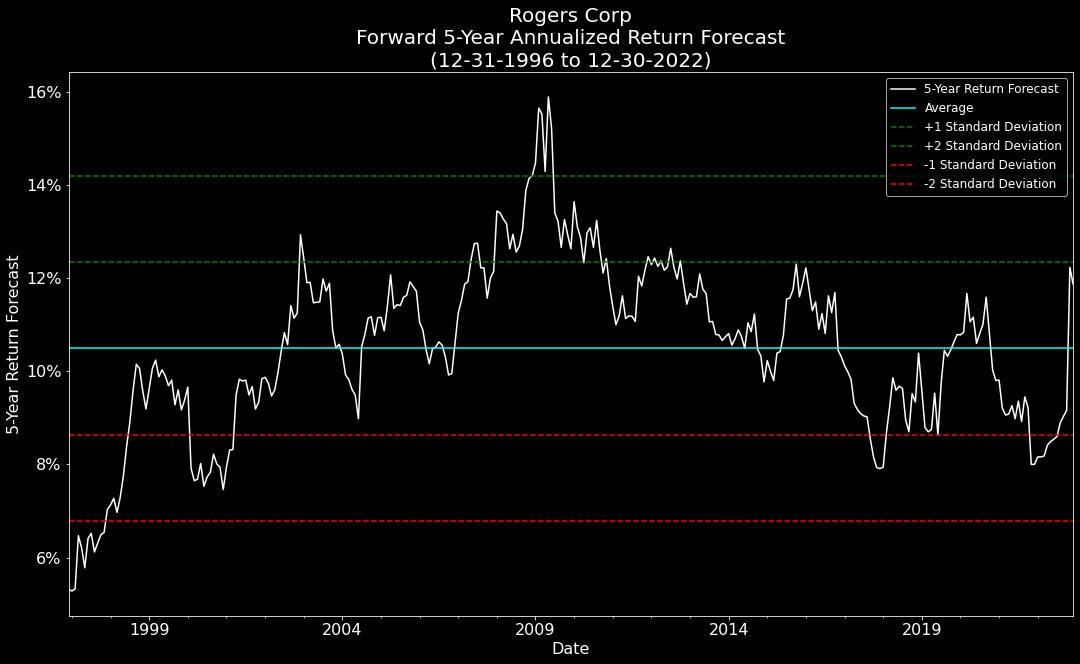 Rogers Corp
Forward 5-Year Annualized Return Forecast
(12-31-1996 to 12-30-2022)
5-Year Return Forecast
16%
14%
12%
10%
8%
6%
5-Year Return Forecast
Average
+1 Standard Deviation
+2 Standard Deviation
-1 Standard Deviation
-2 Standard Deviation
1999 2004 2009 2014 2019
Date